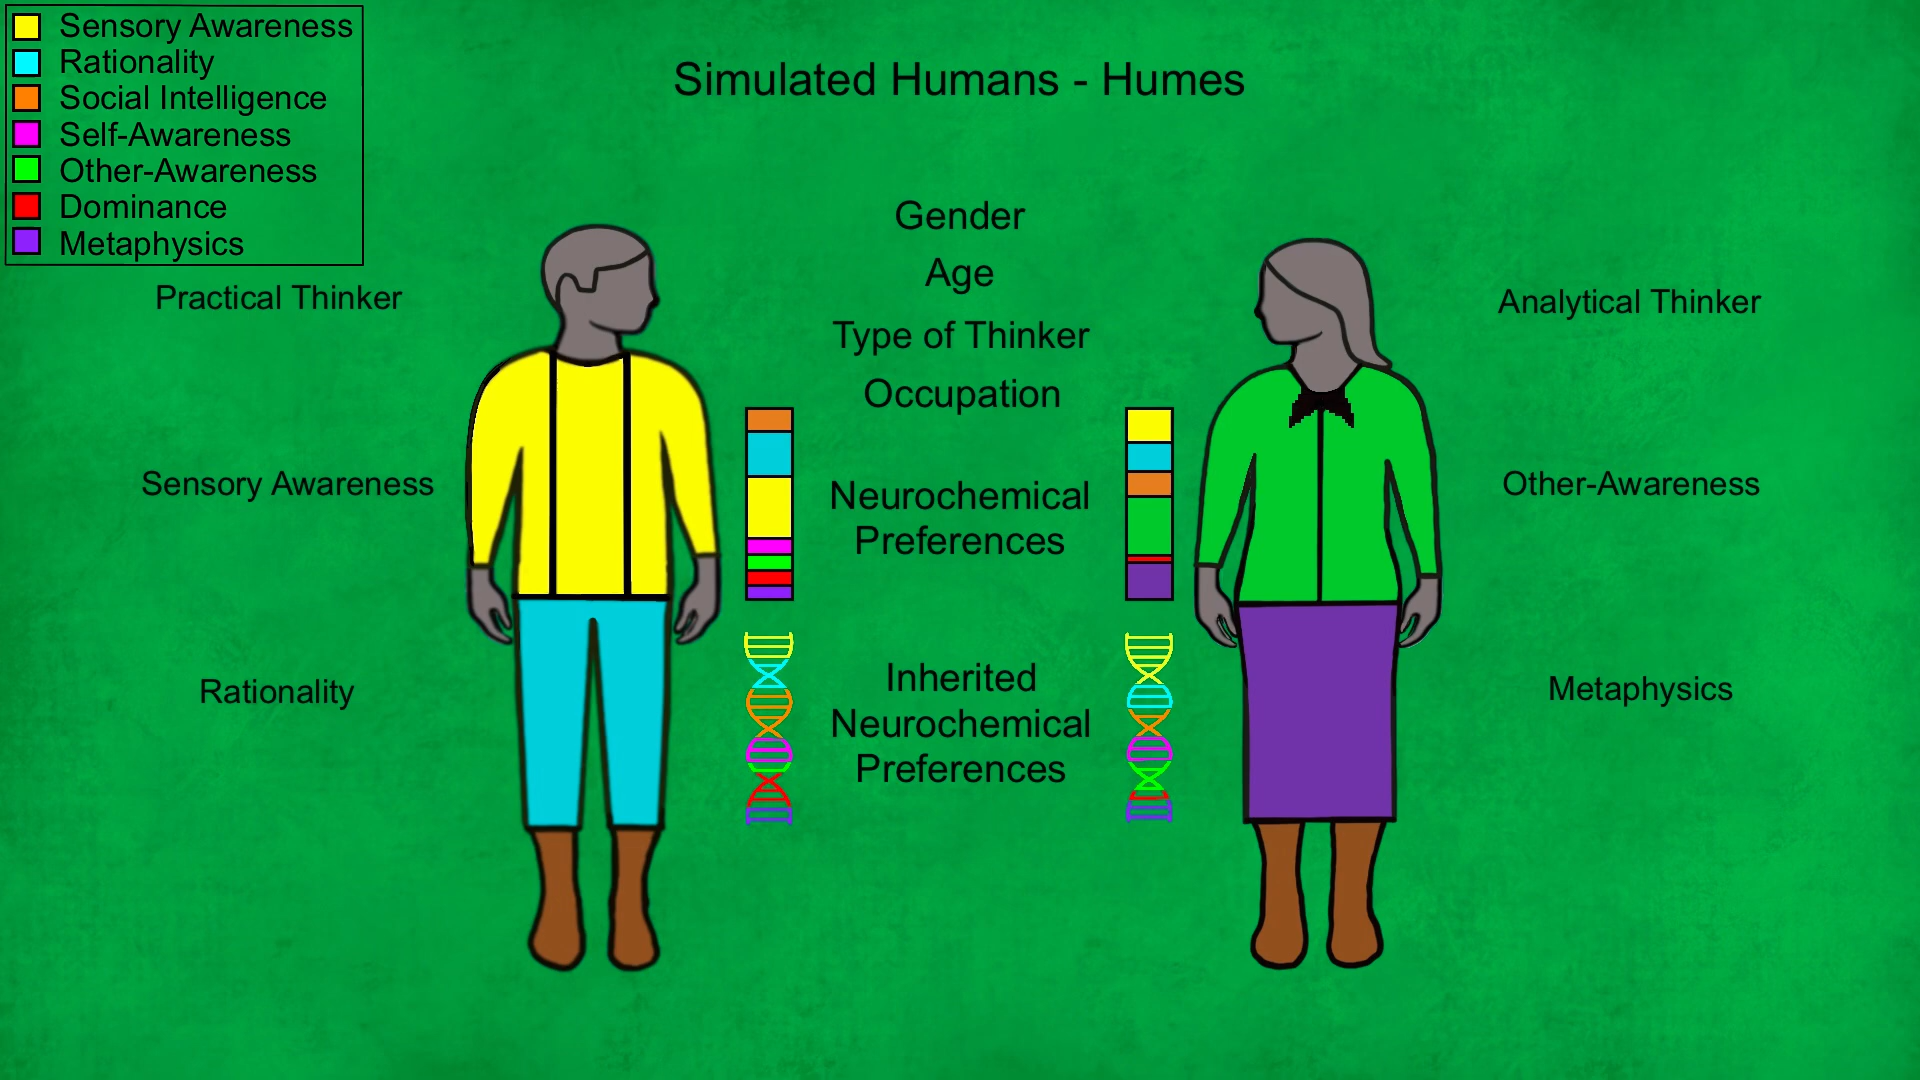 Sensory Awareness
Rationality
Social Intelligence
Self-Awareness
Other-Awareness
Dominance
Metaphysics
Simulated Humans - Humes
Gender
Age
Type of Thinker
Occupation
Neurochemical
Preferences
Inherited
Neurochemical
Preferences
Practical Thinker
Sensory Awareness
Rationality
Analytical Thinker
Other-Awareness
Metaphysics